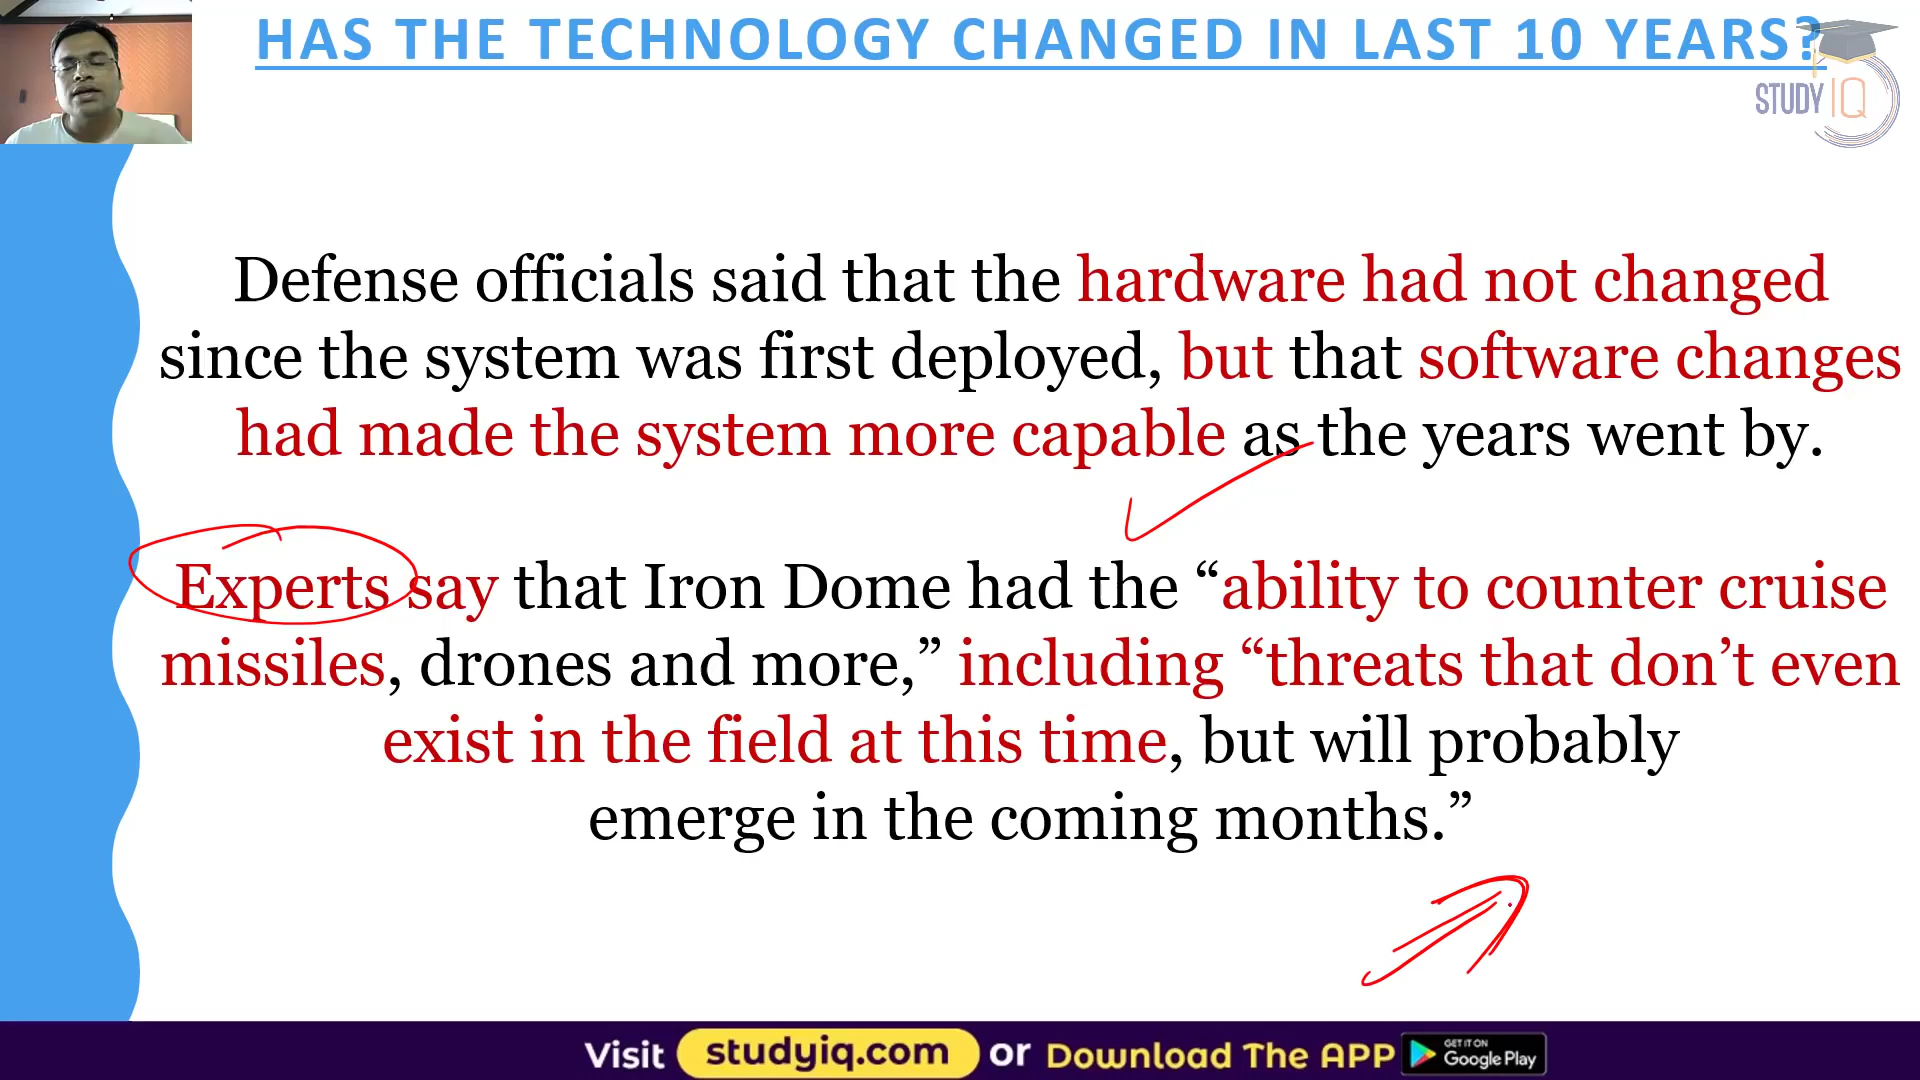 HAS THE TECHNOLOGY CHANGED IN LAST 10 YEARS?
STUDY IQ
Defense officials said that the hardware had not changed
since the system was first deployed, but that software changes
had made the system more capable as the years went by.
Experts say that Iron Dome had the “ability to counter cruise
missiles, drones and more,” including “threats that don’t even
exist in the field at this time, but will probably
emerge in the coming months.”
Visit studyiq.com or Download The APP GET IT ON Google Play